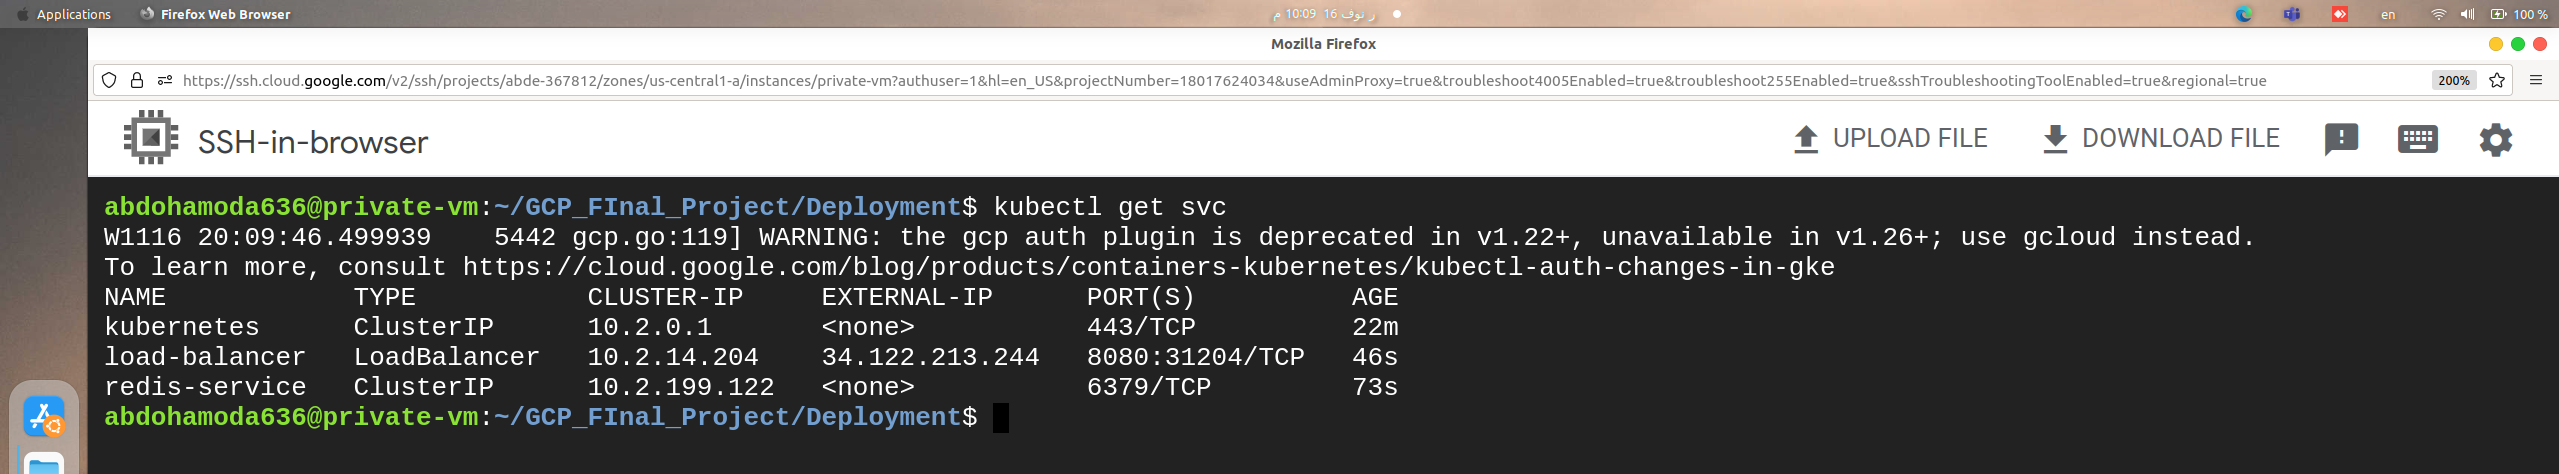 Applications Firefox Web Browser ر نوف 16 10:09 م en 100 %
Mozilla Firefox
https://ssh.cloud.google.com/v2/ssh/projects/abde-367812/zones/us-central1-a/instances/private-vm?authuser=1&hl=en_US&projectNumber=18017624034&useAdminProxy=true&troubleshoot4005Enabled=true&troubleshoot255Enabled=true&sshTroubleshootingToolEnabled=true&regional=true 200%
SSH-in-browser UPLOAD FILE DOWNLOAD FILE
abdohamoda636@private-vm:~/GCP_FInal_Project/Deployment$ kubectl get svc
W1116 20:09:46.499939    5442 gcp.go:119] WARNING: the gcp auth plugin is deprecated in v1.22+, unavailable in v1.26+; use gcloud instead.
To learn more, consult https://cloud.google.com/blog/products/containers-kubernetes/kubectl-auth-changes-in-gke
NAME            TYPE           CLUSTER-IP     EXTERNAL-IP      PORT(S)          AGE
kubernetes      ClusterIP      10.2.0.1       <none>           443/TCP          22m
load-balancer   LoadBalancer   10.2.14.204    34.122.213.244   8080:31204/TCP   46s
redis-service   ClusterIP      10.2.199.122   <none>           6379/TCP         73s
abdohamoda636@private-vm:~/GCP_FInal_Project/Deployment$